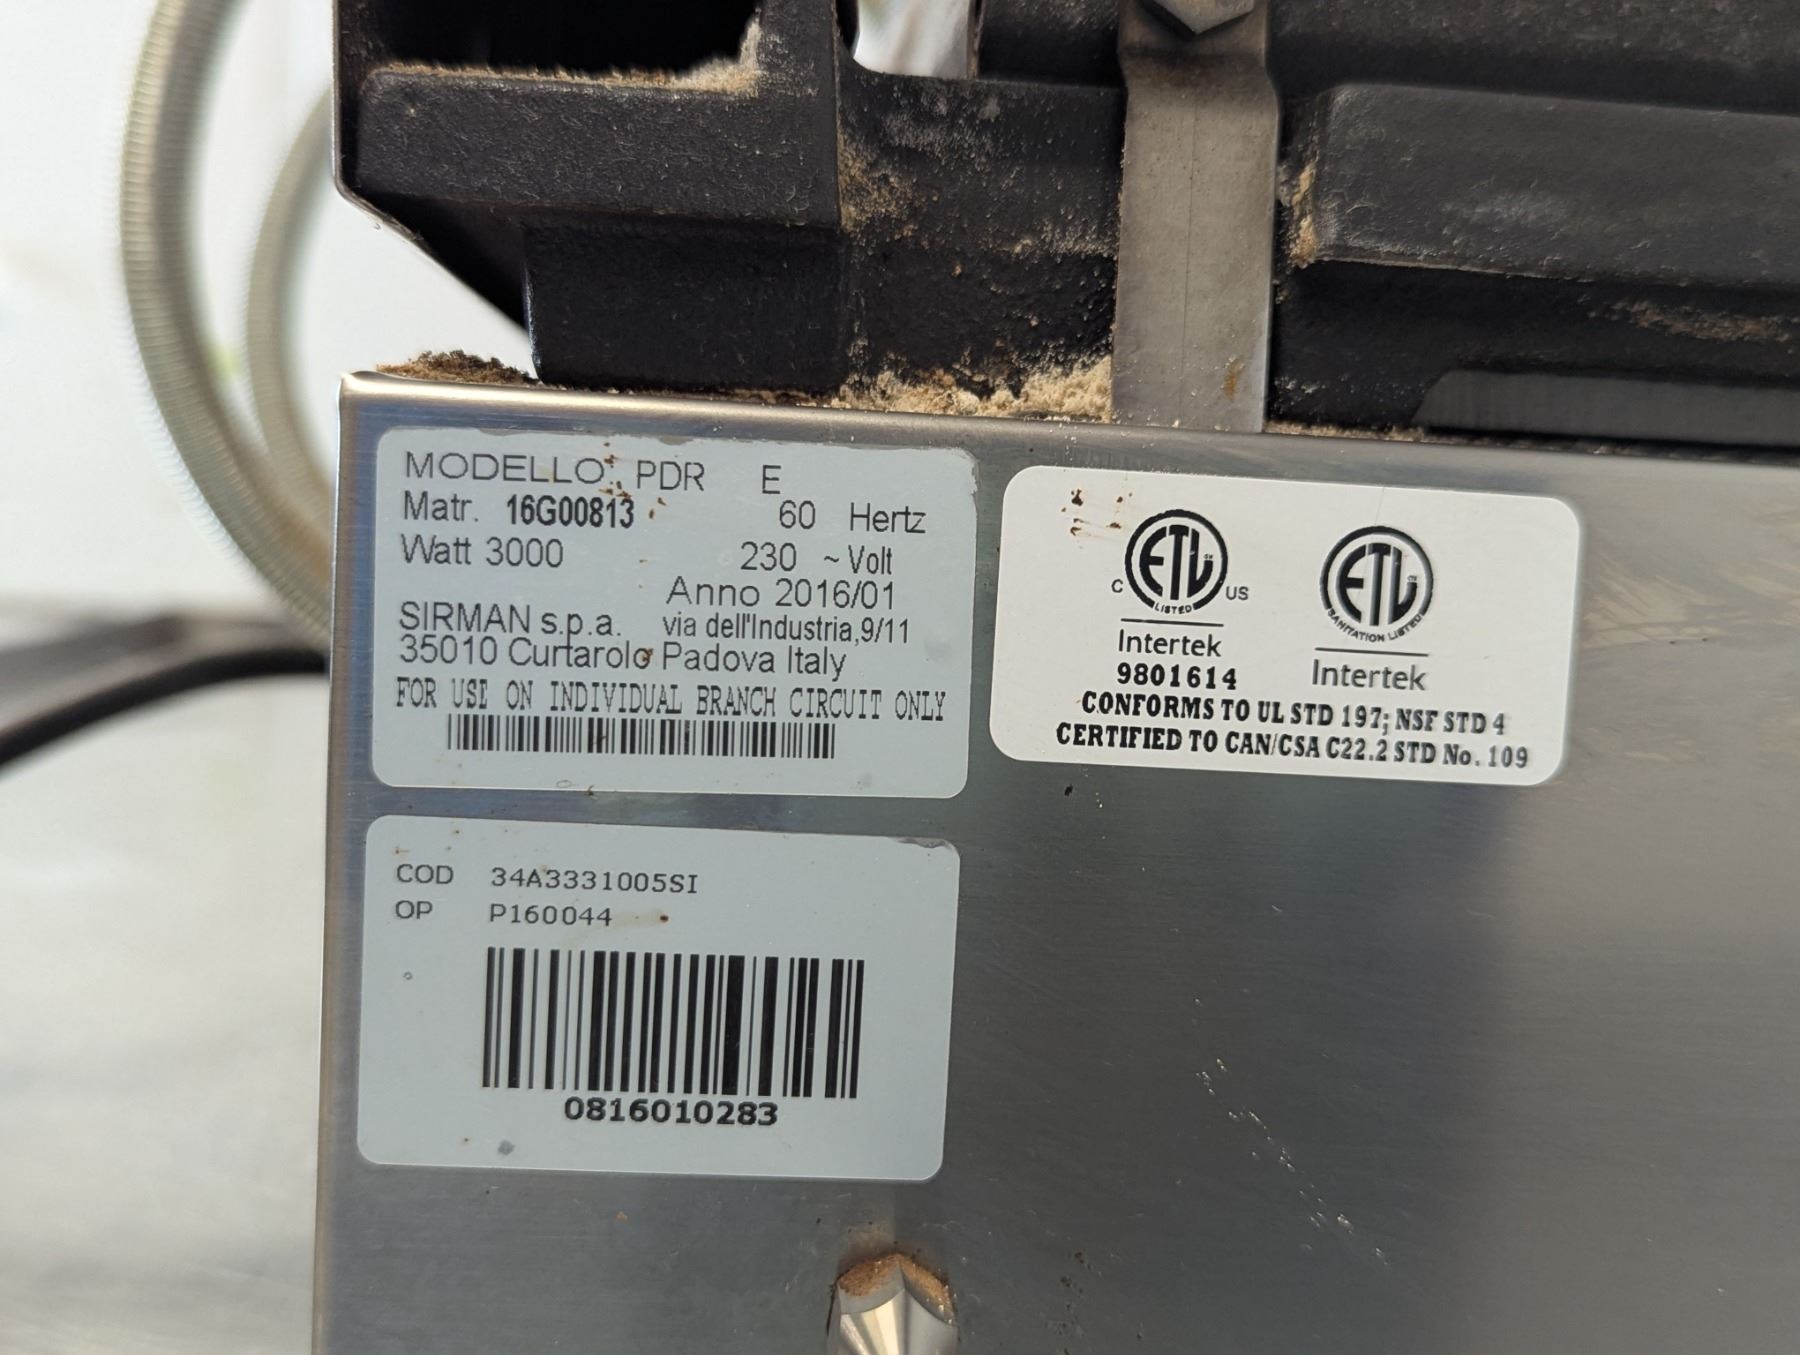 MODELLO: PDR E
Matr. 16G00813 60 Hertz
Watt 3000 230 ~ Volt
Anno 2016/01
SIRMAN s.p.a. via dell'Industria,9/11
35010 Curtarolo Padova Italy
FOR USE ON INDIVIDUAL BRANCH CIRCUIT ONLY
COD 34A3331005SI
OP P160044
0816010283
C ETL CM US
LISTED
Intertek
9801614
ETL CM
SANITATION LISTED
Intertek
CONFORMS TO UL STD 197; NSF STD 4
CERTIFIED TO CAN/CSA C22.2 STD No. 109